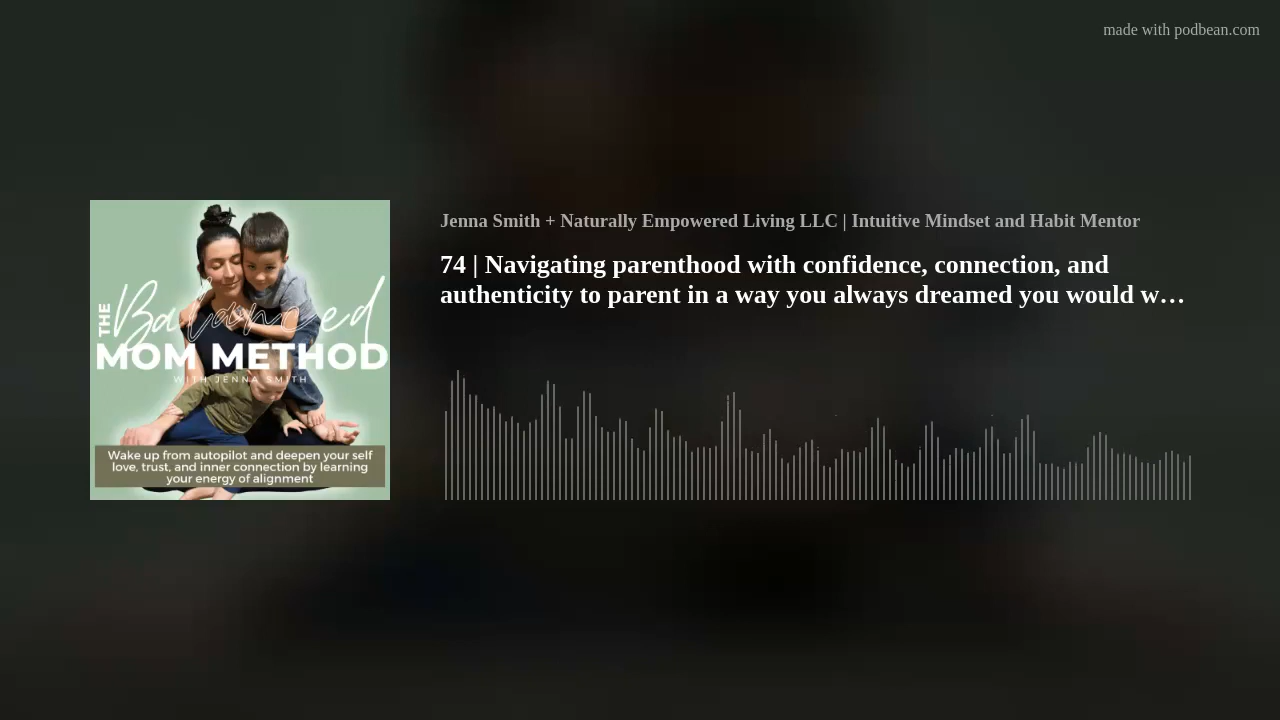 made with podbean.com
Jenna Smith + Naturally Empowered Living LLC | Intuitive Mindset and Habit Mentor
74 | Navigating parenthood with confidence, connection, and
authenticity to parent in a way you always dreamed you would w…
THE
Balanced
MOM METHOD
WITH JENNA SMITH
Wake up from autopilot and deepen your self
love, trust, and inner connection by learning
your energy of alignment